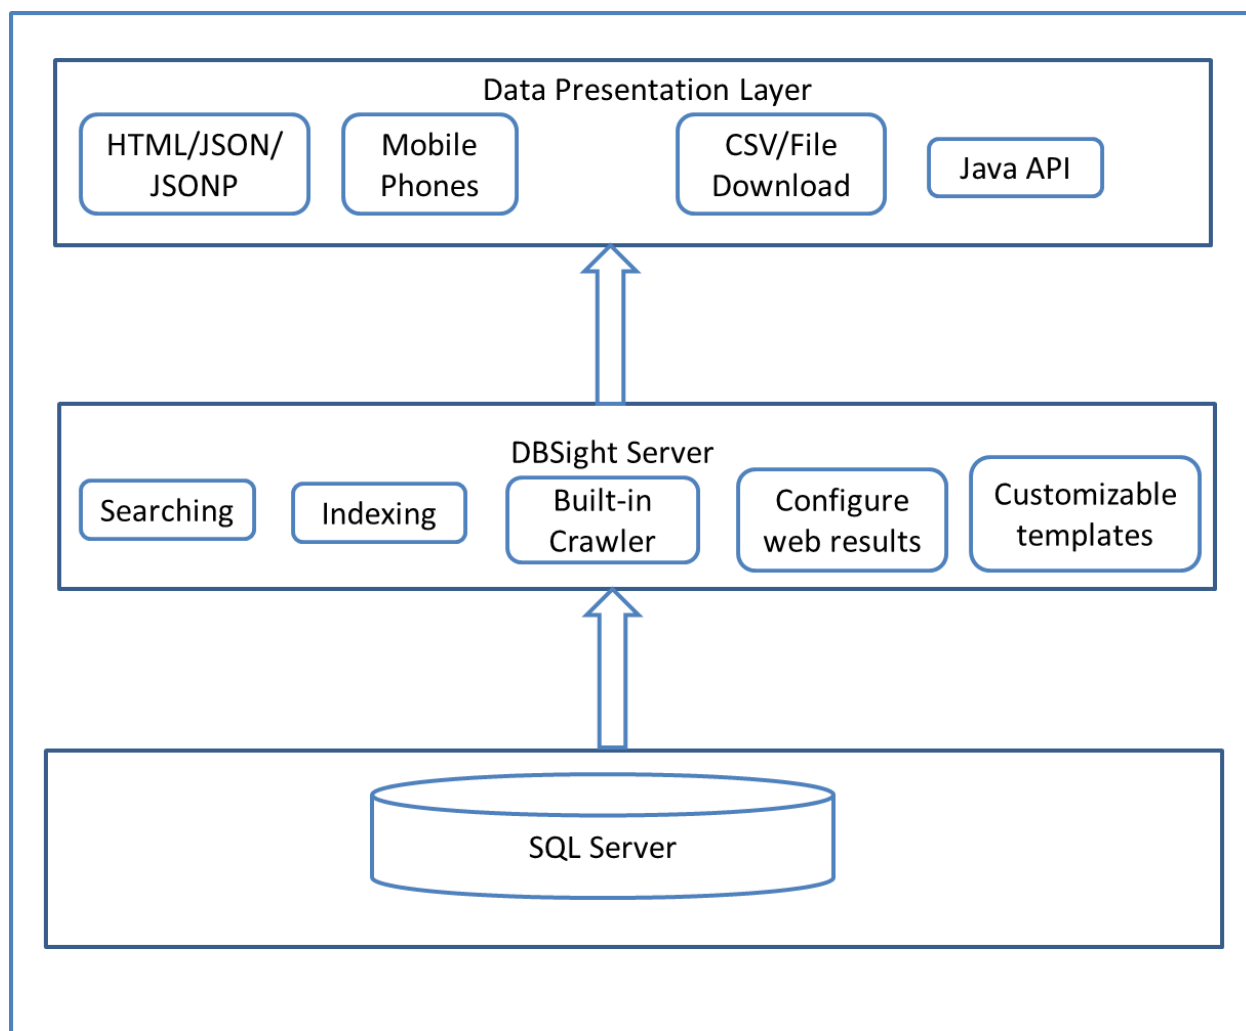 Data Presentation Layer
HTML/JSON/
JSONP
Mobile
Phones
CSV/File
Download
Java API
DBSight Server
Searching
Indexing
Built-in
Crawler
Configure
web results
Customizable
templates
SQL Server